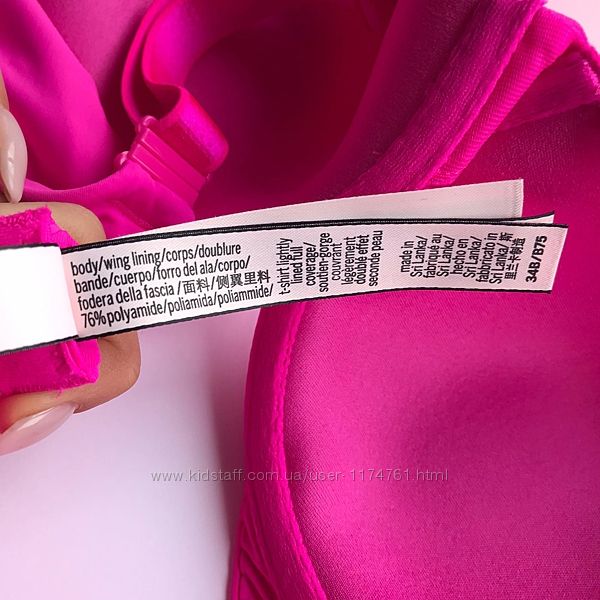 body/wing lining/corps/doublure
bande/cuerpo/forro del ala/corpo/
fodera della fascia/面料/侧翼里料
76% polyamide/poliamida/poliammide/
t-shirt lightly
lined full
coverage/
soutien-gorge
couvrant
légèrement
double effet
seconde peau
made in
Sri Lanka/
fabriqué au
Sri Lanka/
hecho en
Sri Lanka/
fabbricato in
Sri Lanka/ 斯
里兰卡制造
34B/B75
www.kidstaff.com.ua/user-1174761.html